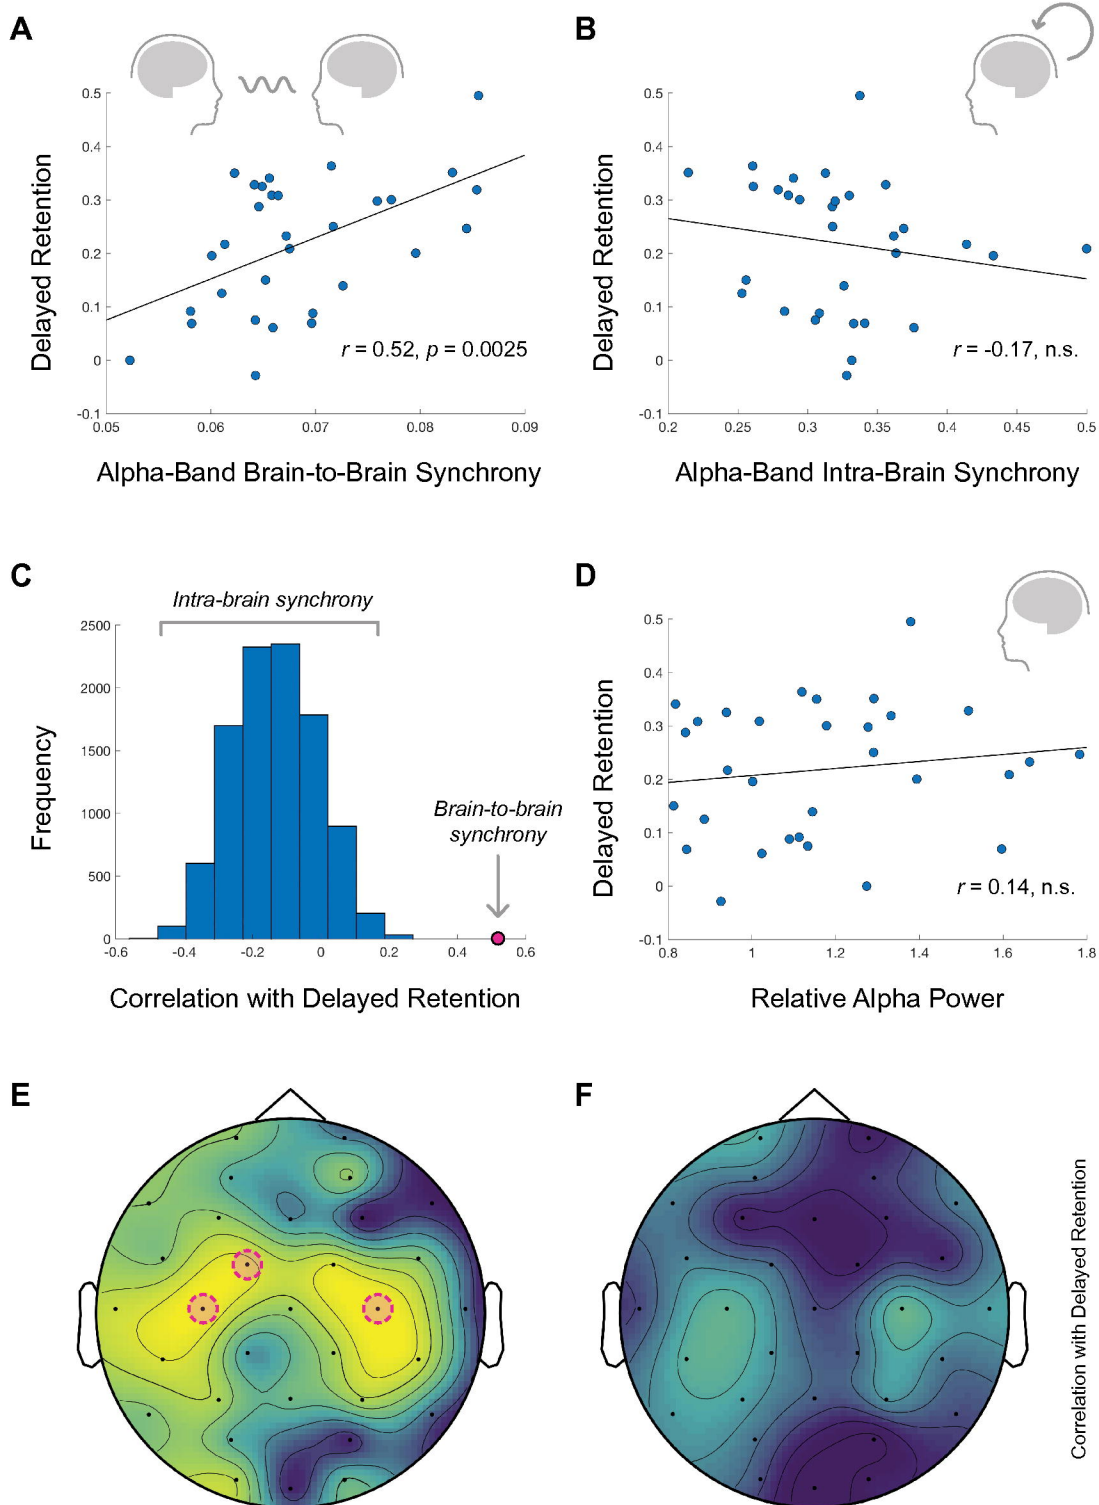 A
0.5
0.4
0.3
0.2
0.1
0
-0.1
0.05
0.06
0.07
0.08
0.09
Delayed Retention
r = 0.52, p = 0.0025
Alpha-Band Brain-to-Brain Synchrony
B
0.5
0.4
0.3
0.2
0.1
0
-0.1
0.2
0.25
0.3
0.35
0.4
0.45
0.5
Delayed Retention
r = -0.17, n.s.
Alpha-Band Intra-Brain Synchrony
C
Intra-brain synchrony
2500
2000
1500
1000
500
0
-0.6
-0.4
-0.2
0
0.2
0.4
0.6
Frequency
Brain-to-brain
synchrony
Correlation with Delayed Retention
D
0.5
0.4
0.3
0.2
0.1
0
-0.1
0.8
1
1.2
1.4
1.6
1.8
Delayed Retention
r = 0.14, n.s.
Relative Alpha Power
E
F
Correlation with Delayed Retention